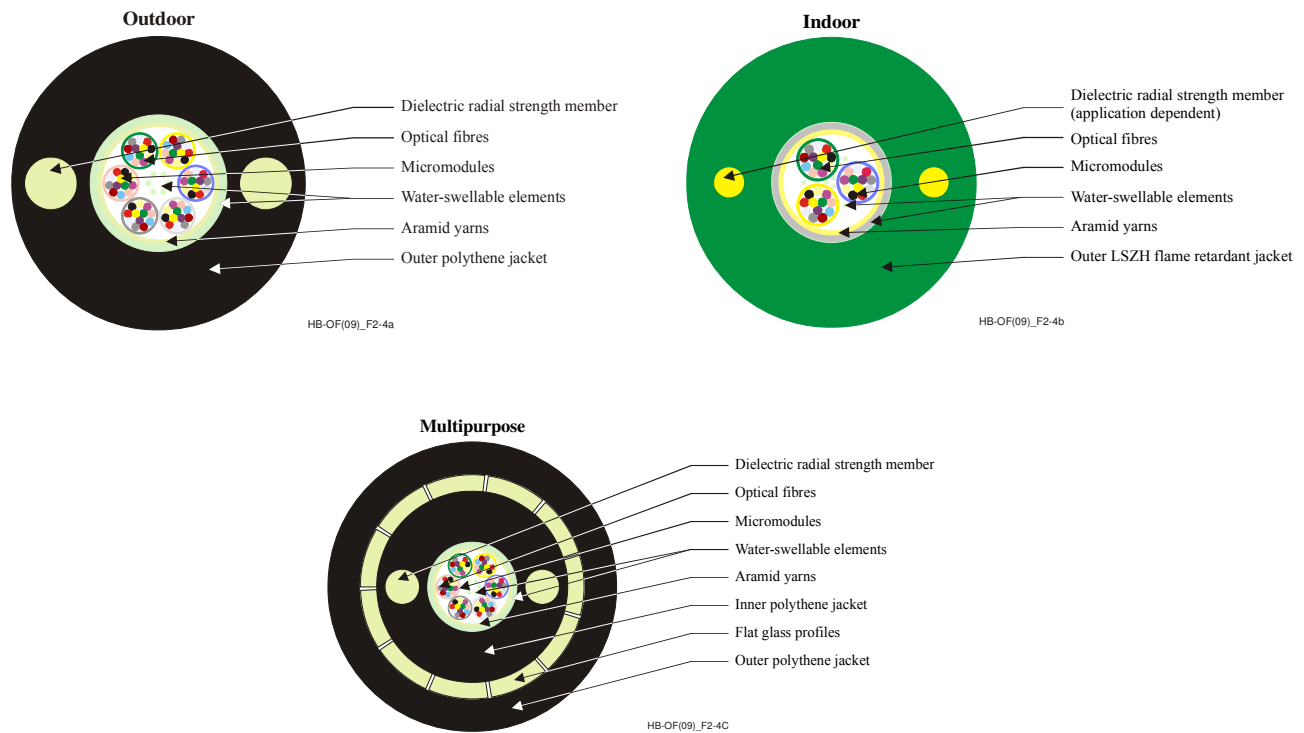 Outdoor
Dielectric radial strength member
Optical fibres
Micromodules
Water-swallable elements
Aramid yarns
Outer polythene jacket
HB-OF(09)_F2-4a
Indoor
Dielectric radial strength member
(application dependent)
Optical fibres
Micromodules
Water-swellable elements
Aramid yarns
Outer LSZH flame retardant jacket
HB-OF(09)_F2-4b
Multipurpose
Dielectric radial strength member
Optical fibres
Micromodules
Water-swellable elements
Aramid yarns
Inner polythene jacket
Flat glass profiles
Outer polythene jacket
HB-OF(09)_F2-4C